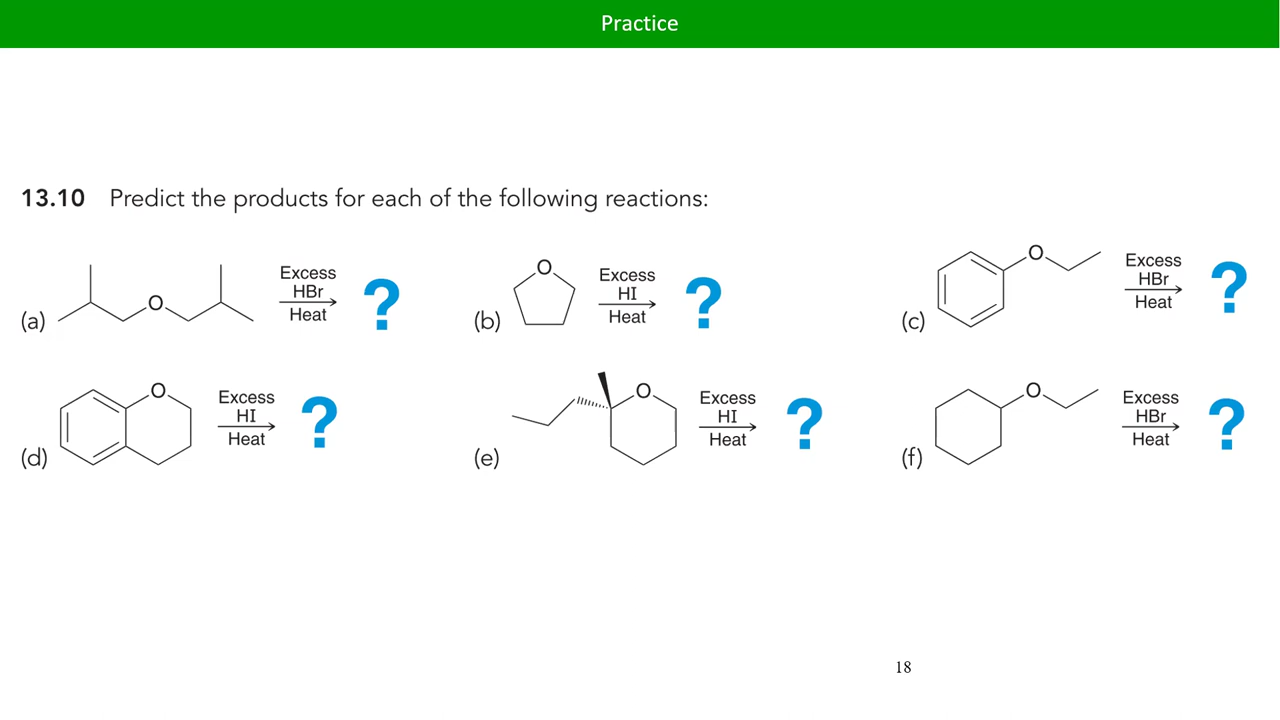 Practice
13.10 Predict the products for each of the following reactions:
(a) O Excess HBr Heat ?
(b) O Excess HI Heat ?
(c) O Excess HBr Heat ?
(d) O Excess HI Heat ?
(e) O Excess HI Heat ?
(f) O Excess HBr Heat ?
18